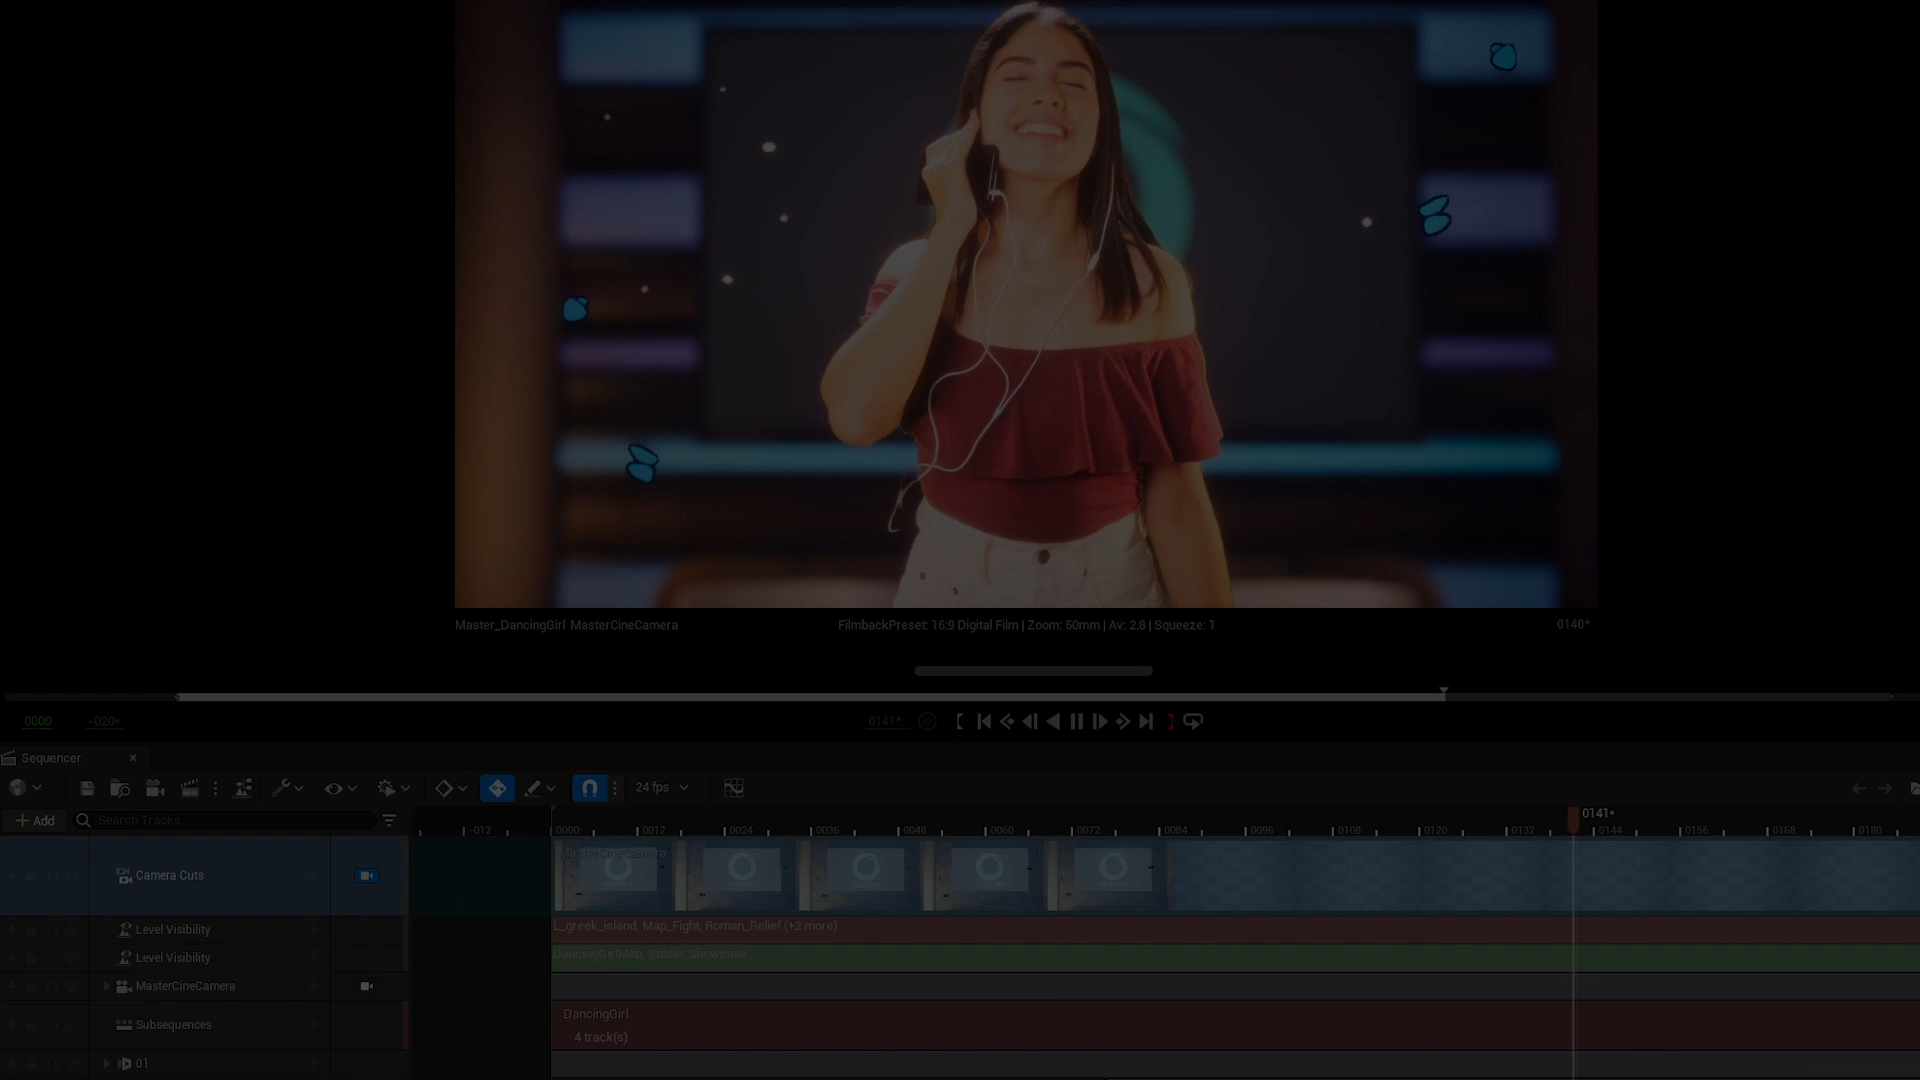 Master_DancingGirl MasterCineCamera
FilmbackPreset: 16:9 Digital Film | Zoom: 50mm | Av: 2.8 | Squeeze: 1
0140*
0000
-020*
0141*
Sequencer
24 fps
Add
Search Tracks
0141*
-012
0000
0012
0024
0036
0048
0060
0072
0084
0096
0108
0120
0132
0144
0156
0168
0180
Camera Cuts
MasterCineCamera
Level Visibility
L_greek_island, Map_Fight, Roman_Relief (+2 more)
Level Visibility
DancingGirlMap, Studio_Showcase
MasterCineCamera
Subsequences
DancingGirl
4 track(s)
01